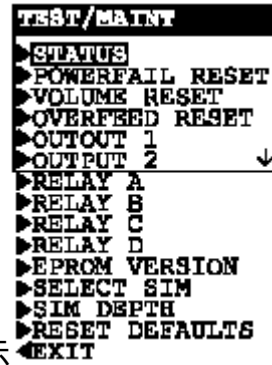 TEST/MAINT
STATUS
POWERFAIL RESET
VOLUME RESET
OVERFEED RESET
OUTOUT 1
OUTPUT 2
RELAY A
RELAY B
RELAY C
RELAY D
EPROM VERSION
SELECT SIM
SIM DEPTH
RESET DEFAULTS
示 EXIT